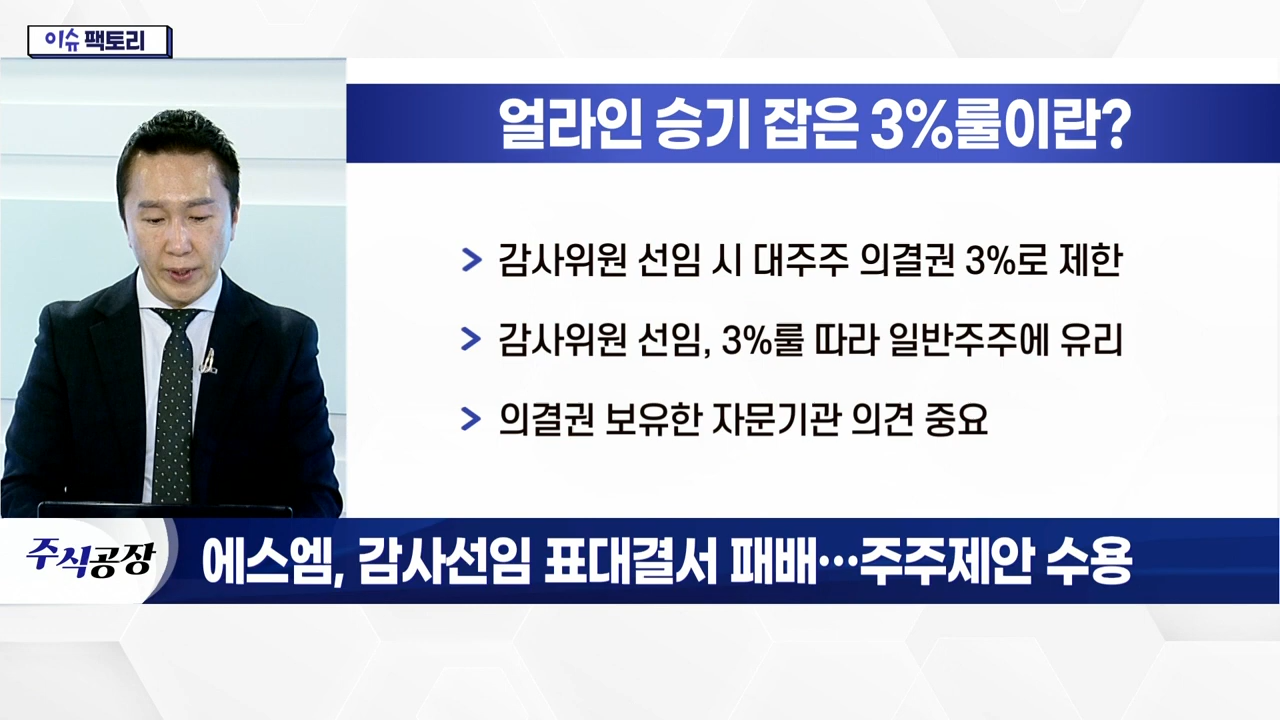 이슈 팩토리
얼라인 승기 잡은 3%룰이란?
> 감사위원 선임 시 대주주 의결권 3%로 제한
> 감사위원 선임, 3%룰 따라 일반주주에 유리
> 의결권 보유한 자문기관 의견 중요
주식공장
에스엠, 감사선임 표대결서 패배…주주제안 수용